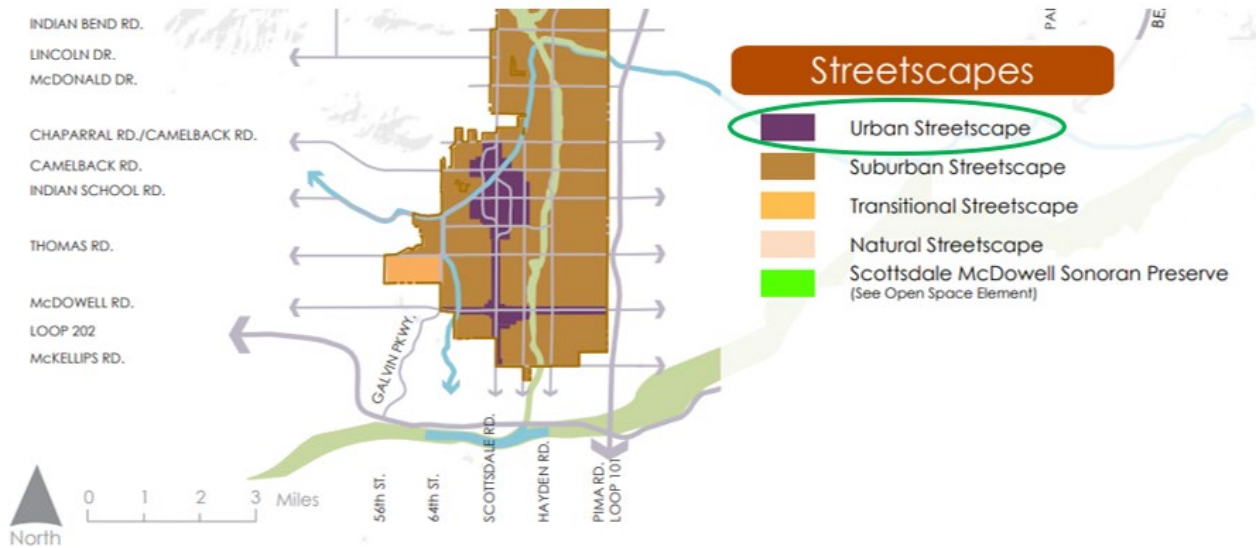 INDIAN BEND RD.
LINCOLN DR.
McDONALD DR.
CHAPARRAL RD./CAMELBACK RD.
CAMELBACK RD.
INDIAN SCHOOL RD.
THOMAS RD.
McDOWELL RD.
LOOP 202
McKELLIPS RD.
GALVIN PKWY.
56th ST.
64th ST.
SCOTTSDALE RD.
HAYDEN RD.
PIMA RD.
LOOP 101
0 1 2 3 Miles
North
Streetscapes
Urban Streetscape
Suburban Streetscape
Transitional Streetscape
Natural Streetscape
Scottsdale McDowell Sonoran Preserve
(See Open Space Element)